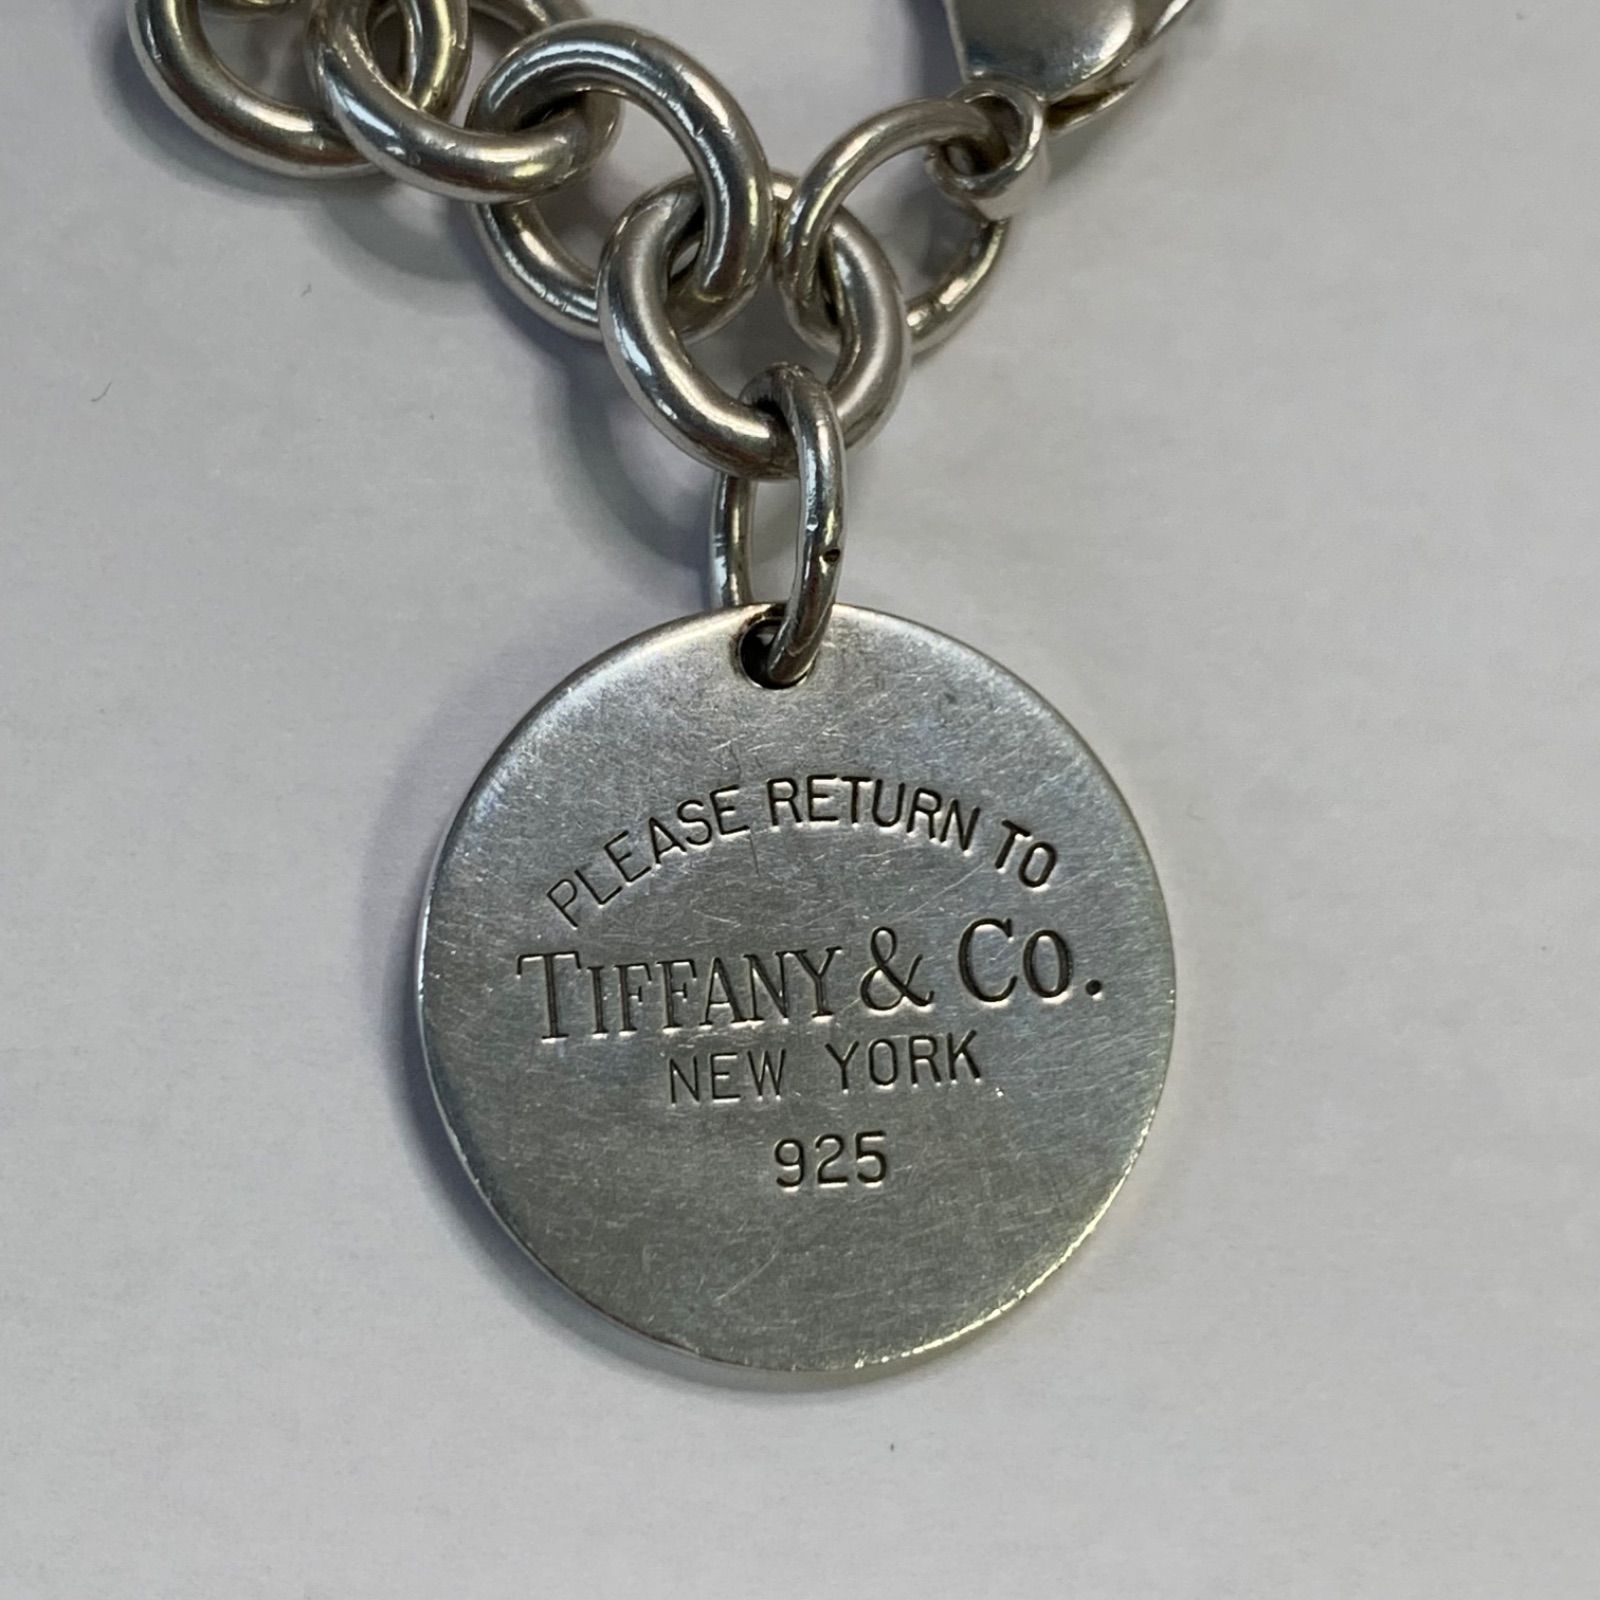 PLEASE RETURN TO
TIFFANY & CO.
NEW YORK
925